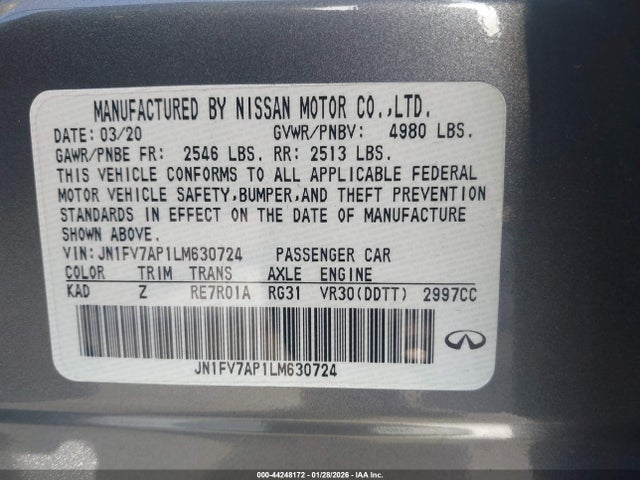 MANUFACTURED BY NISSAN MOTOR CO.,LTD.
DATE: 03/20 GVWR/PNBV: 4980 LBS.
GAWR/PNBE FR: 2546 LBS. RR: 2513 LBS.
THIS VEHICLE CONFORMS TO ALL APPLICABLE FEDERAL
MOTOR VEHICLE SAFETY,BUMPER,AND THEFT PREVENTION
STANDARDS IN EFFECT ON THE DATE OF MANUFACTURE
SHOWN ABOVE.
VIN:JN1FV7AP1LM630724 PASSENGER CAR
COLOR TRIM TRANS AXLE ENGINE
KAD Z RE7R01A RG31 VR30(DDTT) 2997CC
JN1FV7AP1LM630724
000-44248172 | 01/28/2026 | IAA Inc.